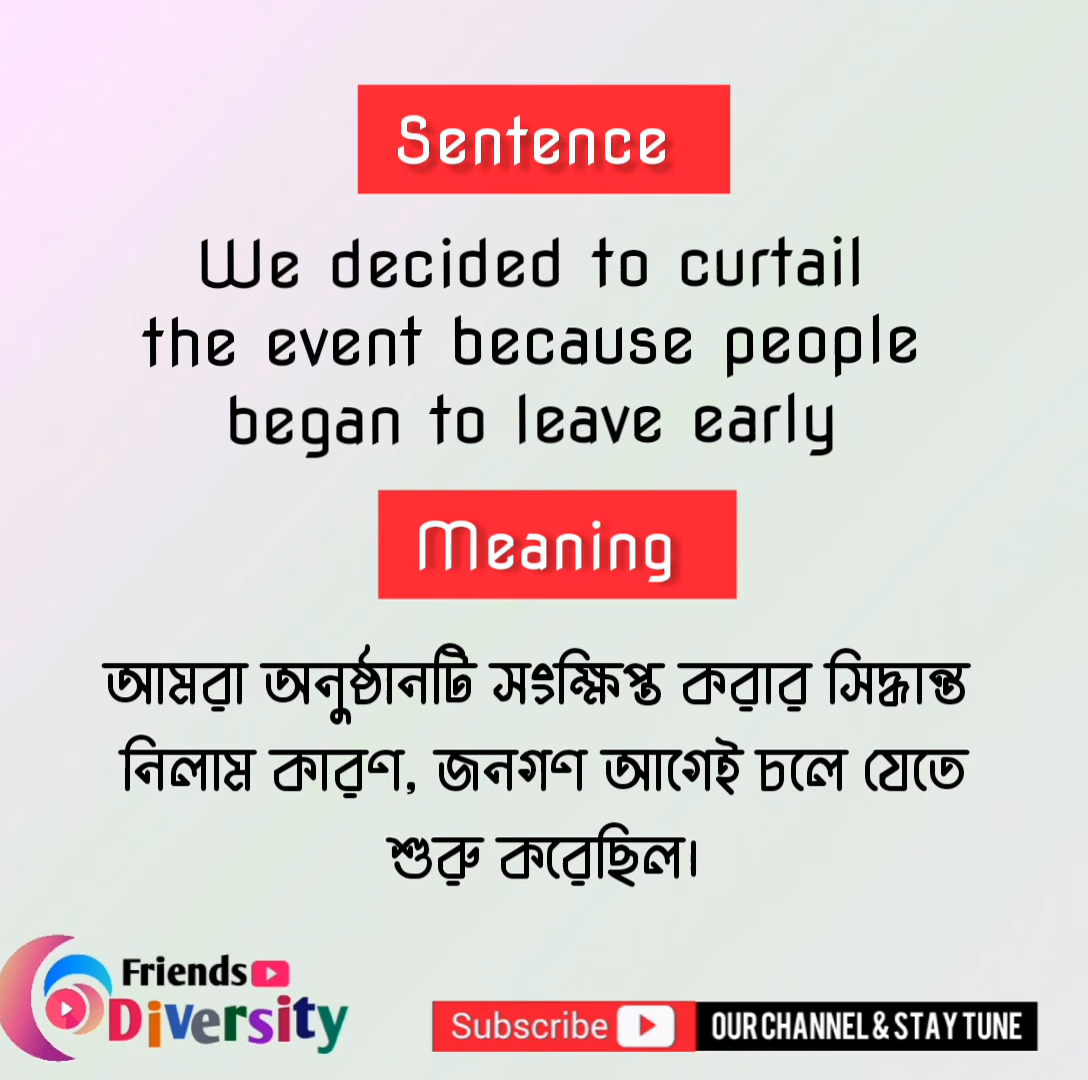 Sentence
We decided to curtail
the event because people
began to leave early
Meaning
আমরা অনুষ্ঠানটি সংক্ষিপ্ত করার সিদ্ধান্ত
নিলাম কারণ, জনগণ আগেই চলে যেতে
শুরু করেছিল।
Friends
Diversity
Subscribe OUR CHANNEL & STAY TUNE